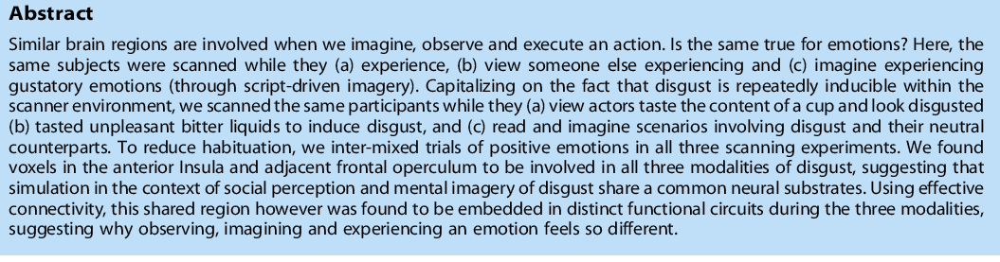 Abstract
Similar brain regions are involved when we imagine, observe and execute an action. Is the same true for emotions? Here, the
same subjects were scanned while they (a) experience, (b) view someone else experiencing and (c) imagine experiencing
gustatory emotions (through script-driven imagery). Capitalizing on the fact that disgust is repeatedly inducible within the
scanner environment, we scanned the same participants while they (a) view actors taste the content of a cup and look disgusted
(b) tasted unpleasant bitter liquids to induce disgust, and (c) read and imagine scenarios involving disgust and their neutral
counterparts. To reduce habituation, we inter-mixed trials of positive emotions in all three scanning experiments. We found
voxels in the anterior Insula and adjacent frontal operculum to be involved in all three modalities of disgust, suggesting that
simulation in the context of social perception and mental imagery of disgust share a common neural substrates. Using effective
connectivity, this shared region however was found to be embedded in distinct functional circuits during the three modalities,
suggesting why observing, imagining and experiencing an emotion feels so different.